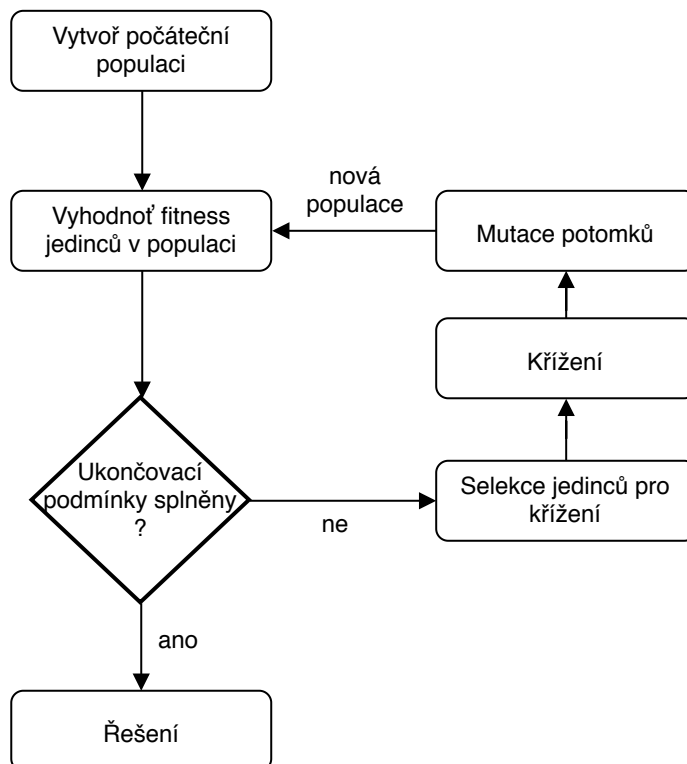 Vytvoř počáteční
populaci
Vyhodnoť fitness
jedinců v populaci
nová
populace
Mutace potomků
Křížení
Selekce jedinců pro
křížení
Ukončovací
podmínky splněny
?
ne
ano
Řešení